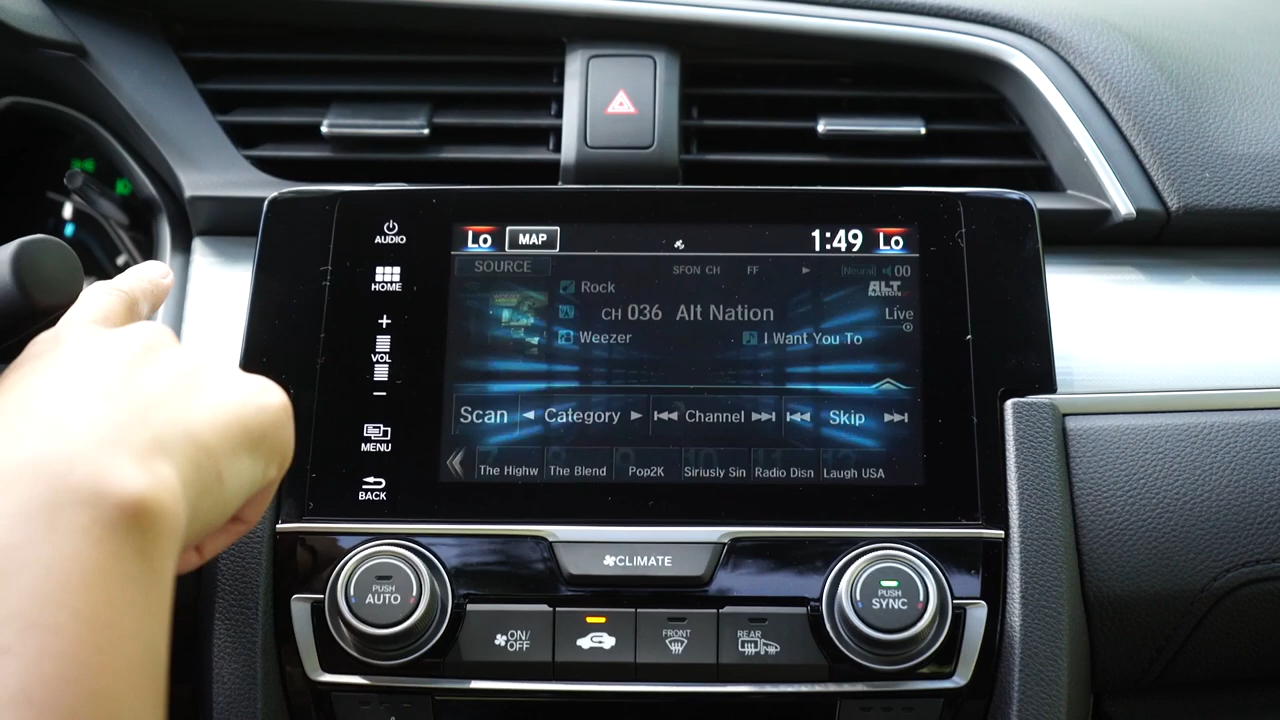 AUDIO
HOME
+
VOL
−
MENU
BACK
Lo MAP 1:49 Lo
SOURCE SFON CH FF [Neural] 00
Rock ALT NATION
CH 036 Alt Nation Live
Weezer I Want You To
Scan Category Channel Skip
The Highw The Blend Pop2K Siriusly Sin Radio Disn Laugh USA
CLIMATE
PUSH AUTO
PUSH SYNC
ON/OFF
FRONT
REAR